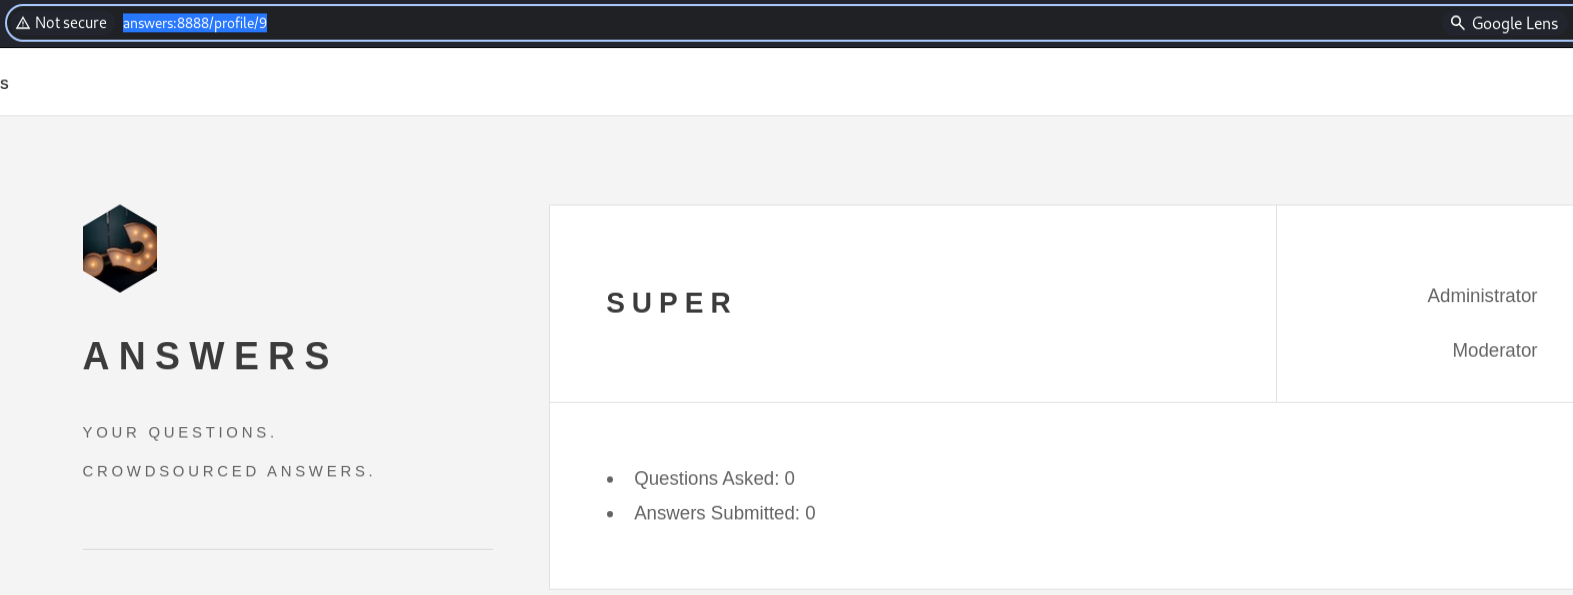 Not secure answers:8888/profile/9 Google Lens
s
SUPER
Administrator
Moderator
ANSWERS
YOUR QUESTIONS.
CROWDSOURCED ANSWERS.
Questions Asked: 0
Answers Submitted: 0